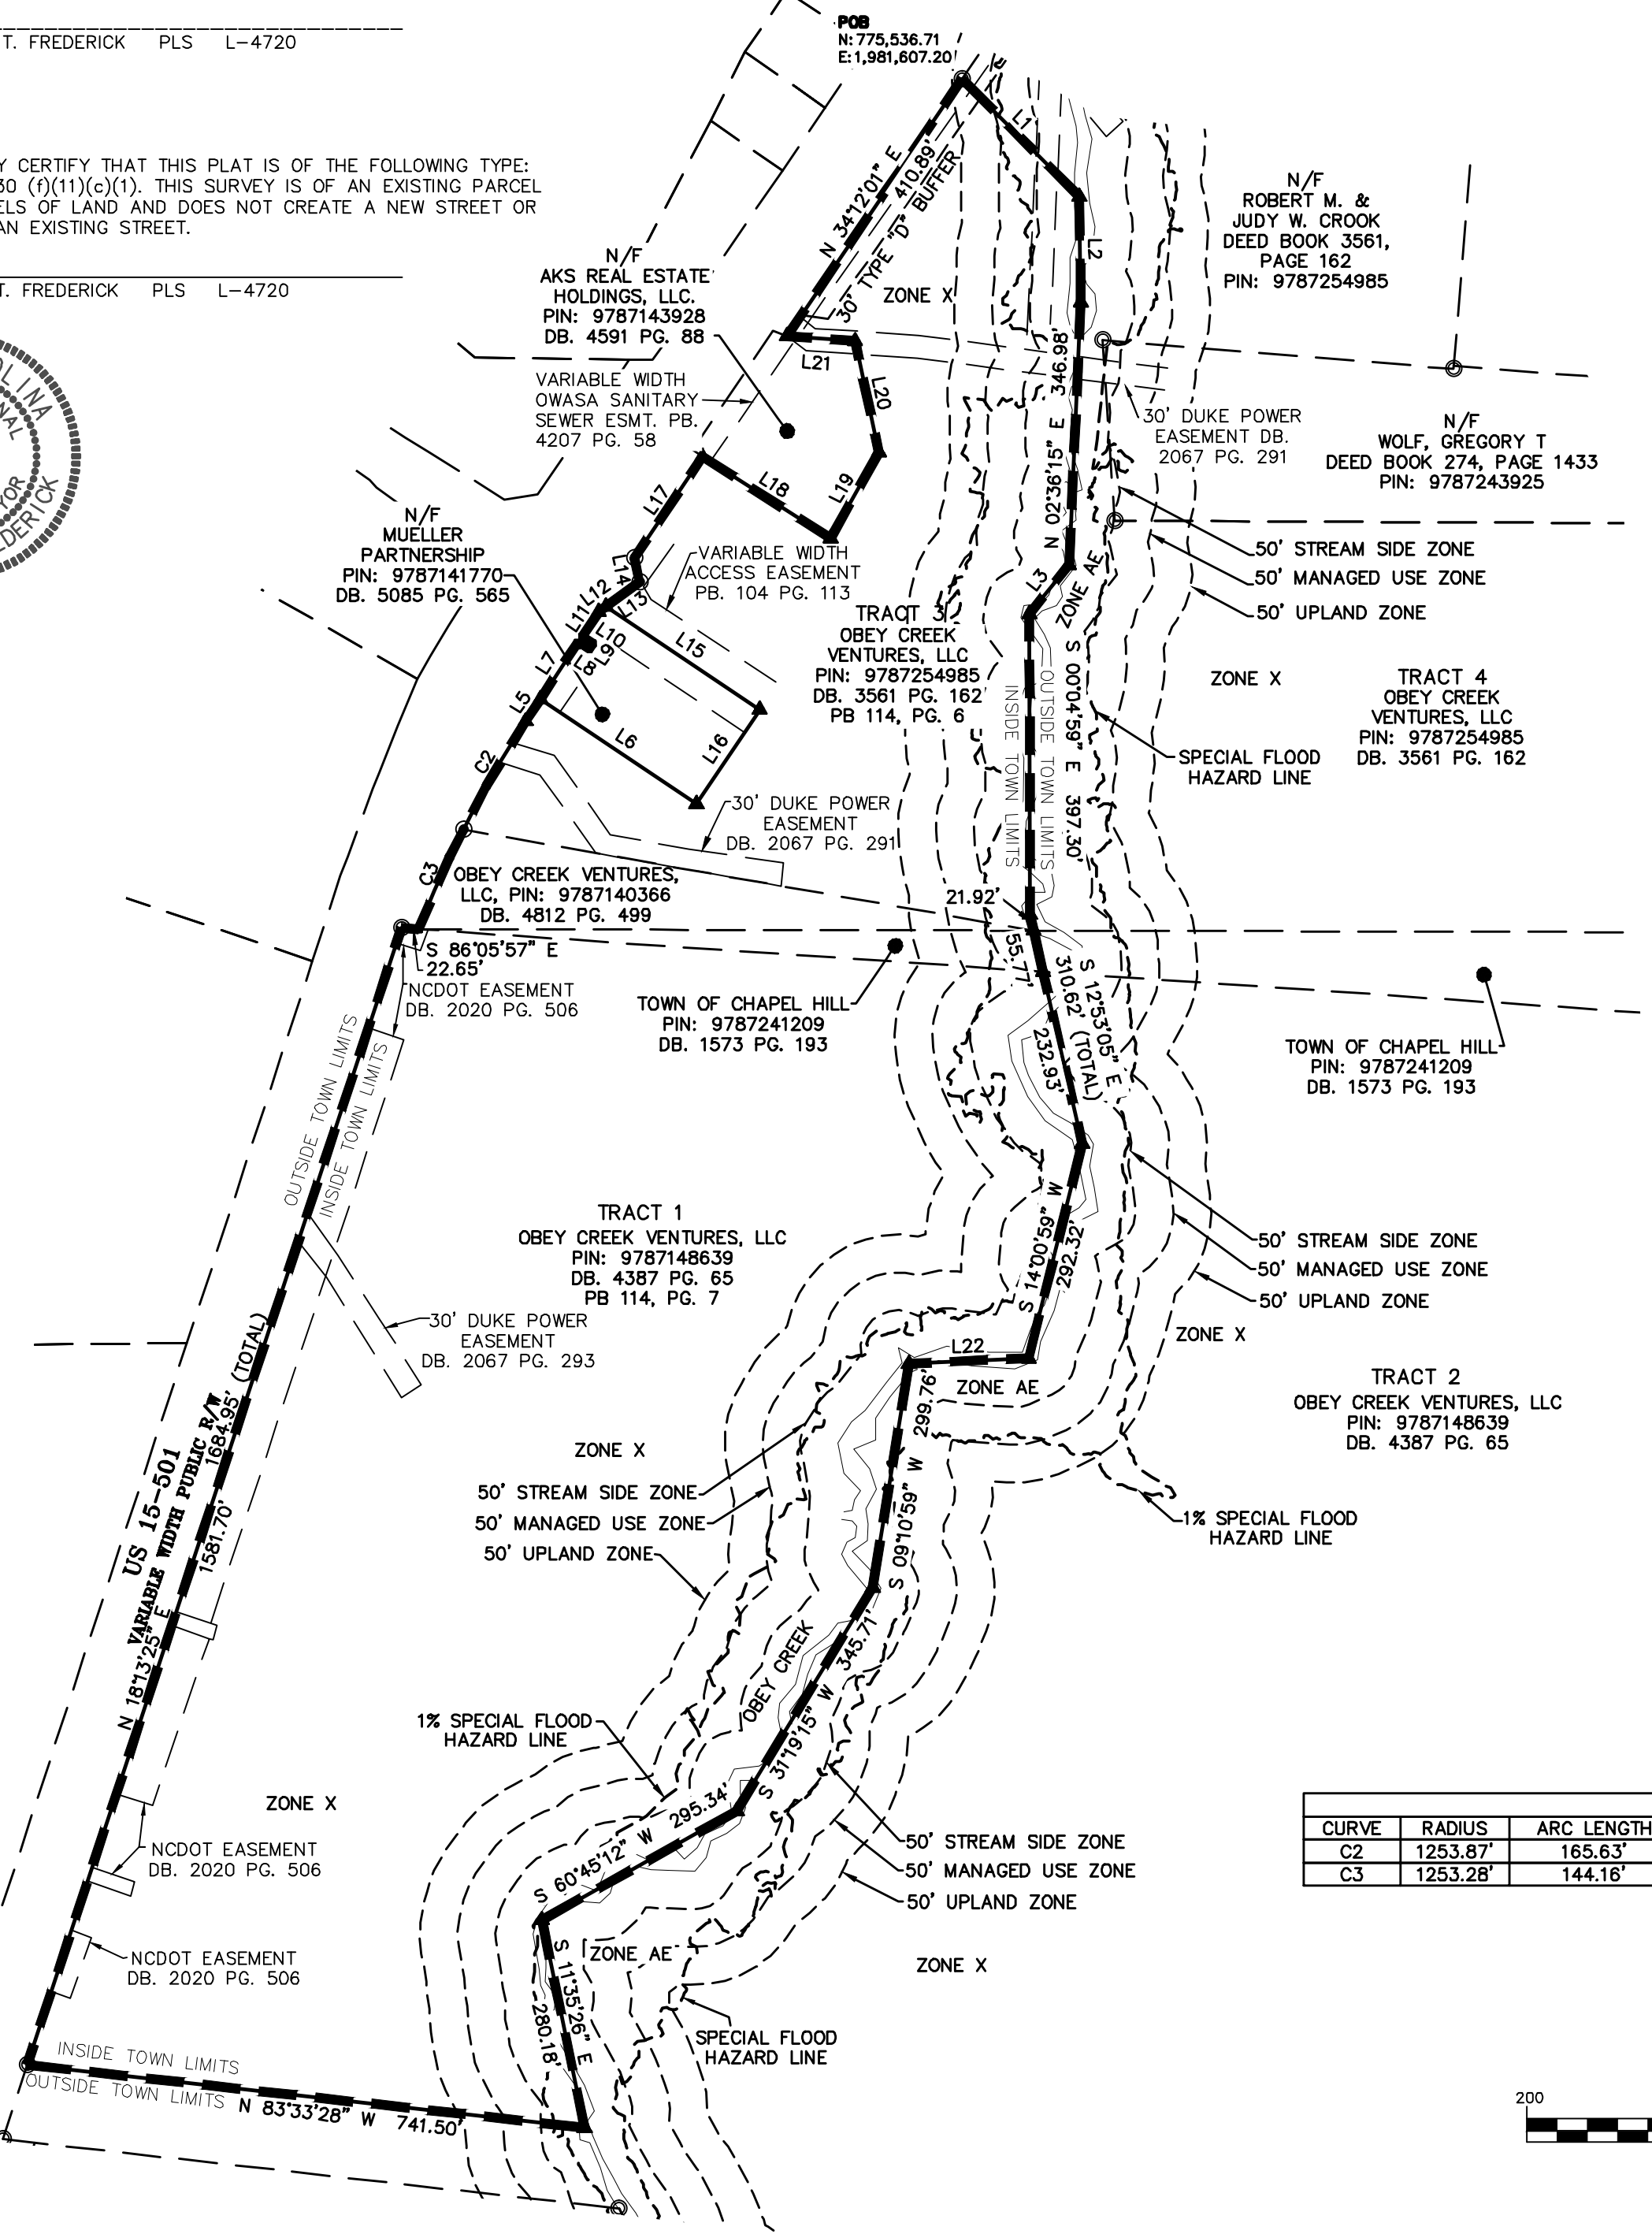 POB
N: 775,536.71
E: 1,981,607.20
T. FREDERICK PLS L-4720
Y CERTIFY THAT THIS PLAT IS OF THE FOLLOWING TYPE:
30 (f)(11)(c)(1). THIS SURVEY IS OF AN EXISTING PARCEL
ELS OF LAND AND DOES NOT CREATE A NEW STREET OR
AN EXISTING STREET.
T. FREDERICK PLS L-4720
L1
L2
N 34°12'01" E 410.89'
30' TYPE "D" BUFFER
ZONE X
N/F
ROBERT M. &
JUDY W. CROOK
DEED BOOK 3561,
PAGE 162
PIN: 9787254985
N/F
AKS REAL ESTATE
HOLDINGS, LLC.
PIN: 9787143928
DB. 4591 PG. 88
VARIABLE WIDTH
OWASA SANITARY
SEWER ESMT. PB.
4207 PG. 58
L21
L20
L19
L18
L17
N 02°36'15" E 346.98'
30' DUKE POWER
EASEMENT DB.
2067 PG. 291
N/F
WOLF, GREGORY T
DEED BOOK 274, PAGE 1433
PIN: 9787243925
N/F
MUELLER
PARTNERSHIP
PIN: 9787141770
DB. 5085 PG. 565
VARIABLE WIDTH
ACCESS EASEMENT
PB. 104 PG. 113
L14
L12
L13
L11
L10
L9
L8
L7
L5
L15
L16
L6
C2
C3
L3
ZONE AE
50' STREAM SIDE ZONE
50' MANAGED USE ZONE
50' UPLAND ZONE
TRACT 3
OBEY CREEK
VENTURES, LLC
PIN: 9787254985
DB. 3561 PG. 162
PB 114, PG. 6
INSIDE TOWN LIMITS
OUTSIDE TOWN LIMITS
S 00°04'59" E 397.30'
ZONE X
TRACT 4
OBEY CREEK
VENTURES, LLC
PIN: 9787254985
DB. 3561 PG. 162
SPECIAL FLOOD
HAZARD LINE
30' DUKE POWER
EASEMENT
DB. 2067 PG. 291
OBEY CREEK VENTURES,
LLC, PIN: 9787140366
DB. 4812 PG. 499
21.92'
55.77'
S 86°05'57" E
22.65'
NCDOT EASEMENT
DB. 2020 PG. 506
TOWN OF CHAPEL HILL
PIN: 9787241209
DB. 1573 PG. 193
S 12°53'05" E
310.62' (TOTAL)
232.93'
TOWN OF CHAPEL HILL
PIN: 9787241209
DB. 1573 PG. 193
OUTSIDE TOWN LIMITS
INSIDE TOWN LIMITS
TRACT 1
OBEY CREEK VENTURES, LLC
PIN: 9787148639
DB. 4387 PG. 65
PB 114, PG. 7
S 14°00'59" W
292.32'
50' STREAM SIDE ZONE
50' MANAGED USE ZONE
50' UPLAND ZONE
ZONE X
30' DUKE POWER
EASEMENT
DB. 2067 PG. 293
L22
ZONE AE
TRACT 2
OBEY CREEK VENTURES, LLC
PIN: 9787148639
DB. 4387 PG. 65
US 15-501
VARIABLE WIDTH PUBLIC R/W
1684.95' (TOTAL)
1581.70'
N 18°13'25" E
ZONE X
50' STREAM SIDE ZONE
50' MANAGED USE ZONE
50' UPLAND ZONE
S 09°10'59" W 299.76'
1% SPECIAL FLOOD
HAZARD LINE
OBEY CREEK
S 31°19'15" W 345.71'
1% SPECIAL FLOOD
HAZARD LINE
ZONE X
S 60°45'12" W 295.34'
NCDOT EASEMENT
DB. 2020 PG. 506
50' STREAM SIDE ZONE
50' MANAGED USE ZONE
50' UPLAND ZONE
CURVE RADIUS ARC LENGTH
C2 1253.87' 165.63'
C3 1253.28' 144.16'
ZONE AE
ZONE X
NCDOT EASEMENT
DB. 2020 PG. 506
S 11°35'26" E
280.18'
SPECIAL FLOOD
HAZARD LINE
INSIDE TOWN LIMITS
OUTSIDE TOWN LIMITS
N 83°33'28" W 741.50'
200